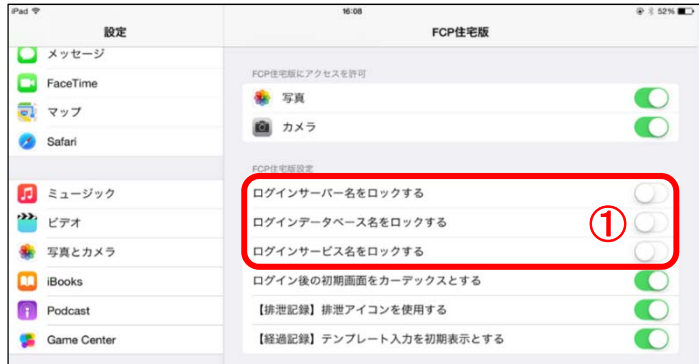 iPad 16:08 52%
設定
FCP住宅版
メッセージ
FaceTime
マップ
Safari
ミュージック
ビデオ
写真とカメラ
iBooks
Podcast
Game Center
FCP住宅版にアクセスを許可
写真
カメラ
FCP住宅版設定
ログインサーバー名をロックする
ログインデータベース名をロックする
ログインサービス名をロックする
①
ログイン後の初期画面をカーデックスとする
【排泄記録】排泄アイコンを使用する
【経過記録】テンプレート入力を初期表示とする